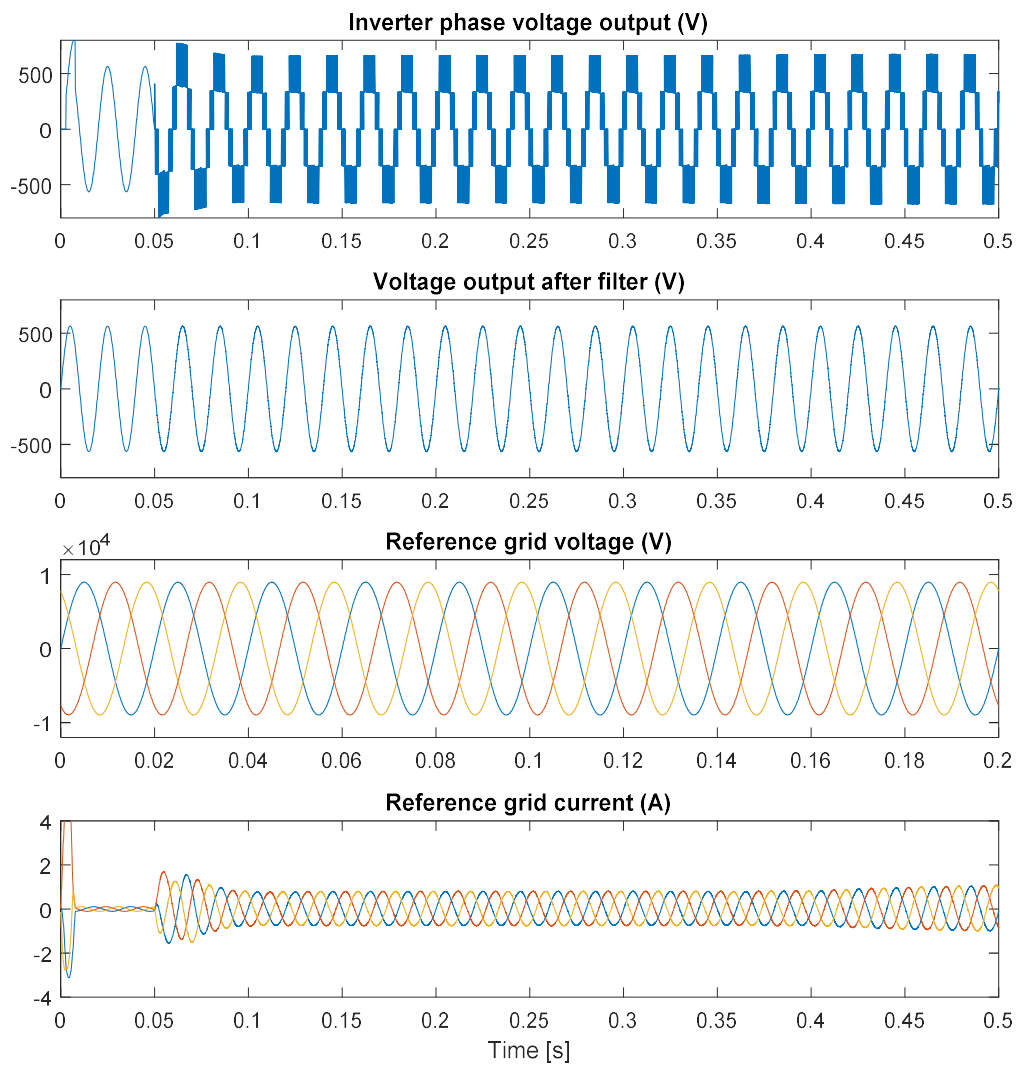 Inverter phase voltage output (V)
500
0
-500
0 0.05 0.1 0.15 0.2 0.25 0.3 0.35 0.4 0.45 0.5
Voltage output after filter (V)
500
0
-500
0 0.05 0.1 0.15 0.2 0.25 0.3 0.35 0.4 0.45 0.5
Reference grid voltage (V)
×10⁴
1
0
-1
0 0.02 0.04 0.06 0.08 0.1 0.12 0.14 0.16 0.18 0.2
Reference grid current (A)
4
2
0
-2
-4
0 0.05 0.1 0.15 0.2 0.25 0.3 0.35 0.4 0.45 0.5
Time [s]